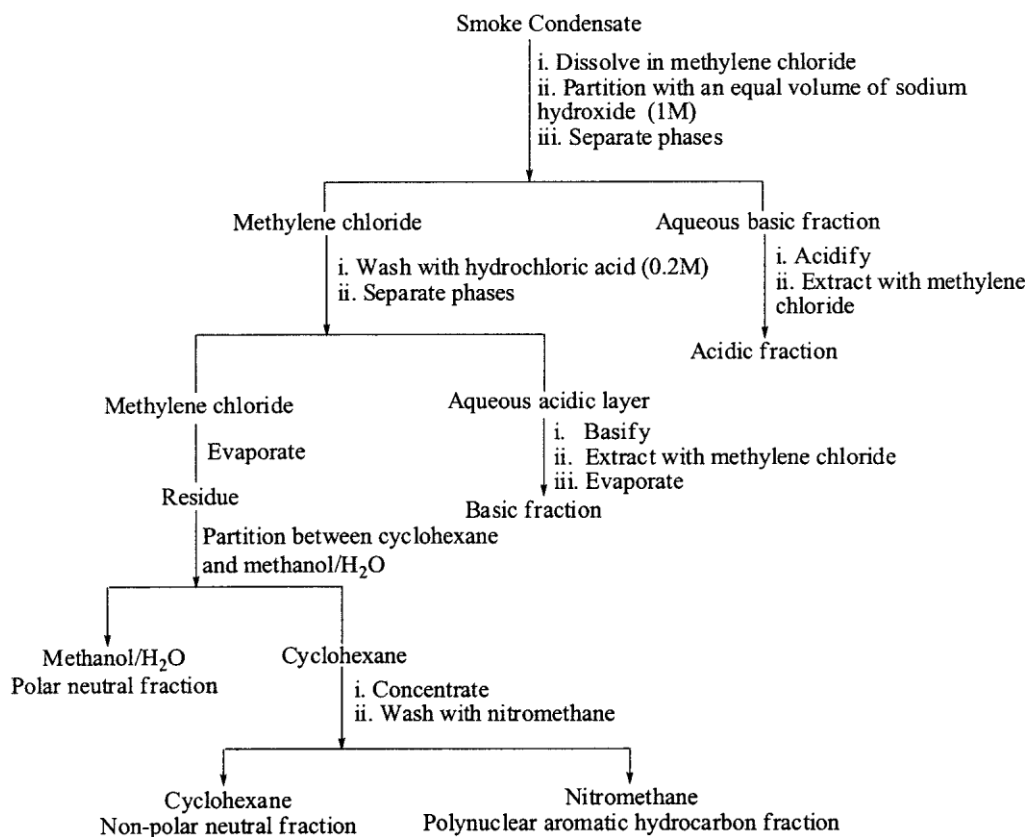 Smoke Condensate
i. Dissolve in methylene chloride
ii. Partition with an equal volume of sodium
hydroxide (1M)
iii. Separate phases
Methylene chloride
Aqueous basic fraction
i. Wash with hydrochloric acid (0.2M)
ii. Separate phases
i. Acidify
ii. Extract with methylene
chloride
Acidic fraction
Methylene chloride
Aqueous acidic layer
Evaporate
i. Basify
ii. Extract with methylene chloride
iii. Evaporate
Residue
Basic fraction
Partition between cyclohexane
and methanol/H₂O
Methanol/H₂O
Polar neutral fraction
Cyclohexane
i. Concentrate
ii. Wash with nitromethane
Cyclohexane
Non-polar neutral fraction
Nitromethane
Polynuclear aromatic hydrocarbon fraction